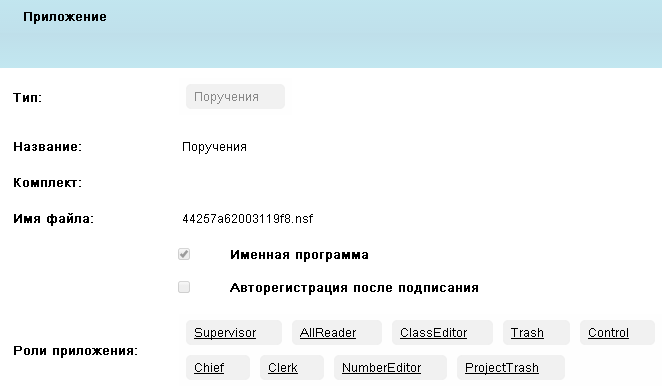 Приложение
Тип: Поручения
Название: Поручения
Комплект:
Имя файла: 44257a62003119f8.nsf
Именная программа
Авторегистрация после подписания
Роли приложения: Supervisor AllReader ClassEditor Trash Control
Chief Clerk NumberEditor ProjectTrash